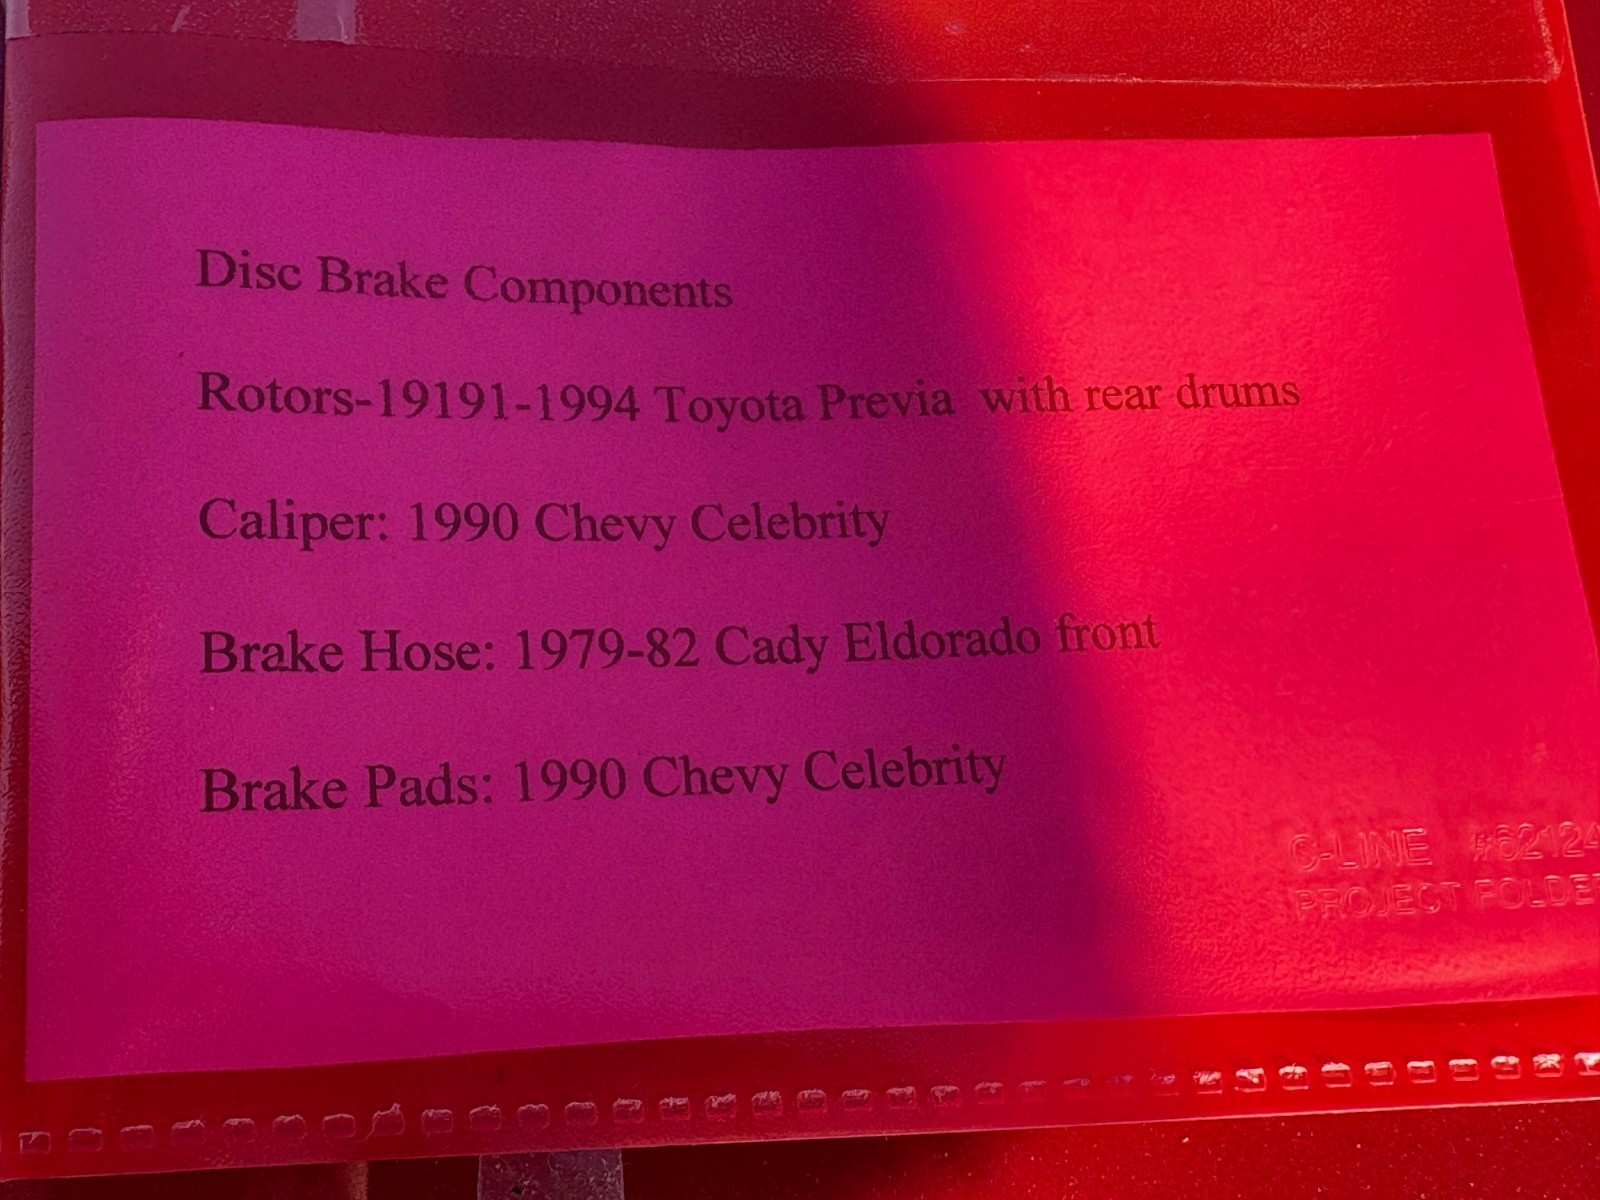 Disc Brake Components
Rotors-19191-1994 Toyota Previa with rear drums
Caliper: 1990 Chevy Celebrity
Brake Hose: 1979-82 Cady Eldorado front
Brake Pads: 1990 Chevy Celebrity
C-LINE #62124
PROJECT FOLDER